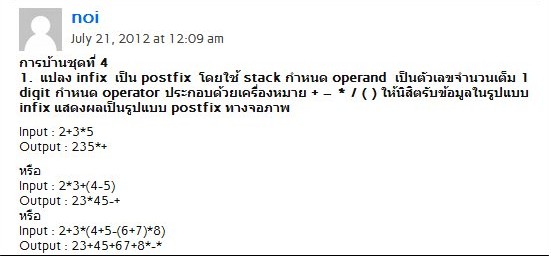 noi
July 21, 2012 at 12:09 am
การบ้านชุดที่ 4
1. แปลง infix เป็น postfix โดยใช้ stack กำหนด operand เป็นตัวเลขจำนวนเต็ม 1
digit กำหนด operator ประกอบด้วยเครื่องหมาย + – * / ( ) ให้นิสิตรับข้อมูลในรูปแบบ
infix แสดงผลเป็นรูปแบบ postfix ทางจอภาพ
Input : 2+3*5
Output : 235*+
หรือ
Input : 2*3+(4-5)
Output : 23*45-+
หรือ
Input : 2+3*(4+5-(6+7)*8)
Output : 23+45+67+8*-*